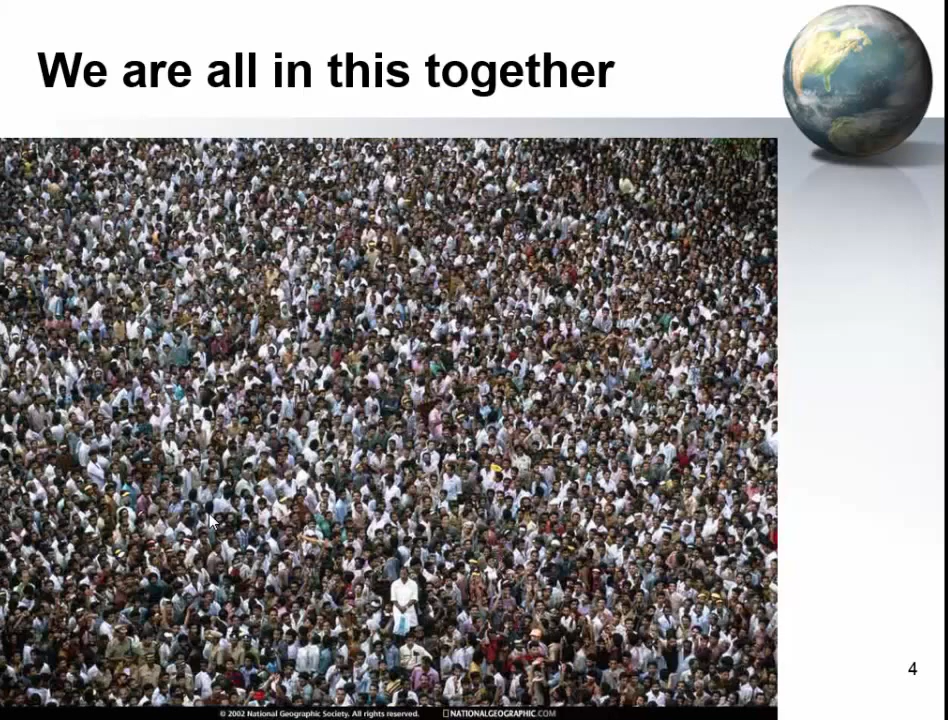 We are all in this together
4
© 2002 National Geographic Society. All rights reserved. NATIONALGEOGRAPHIC.COM